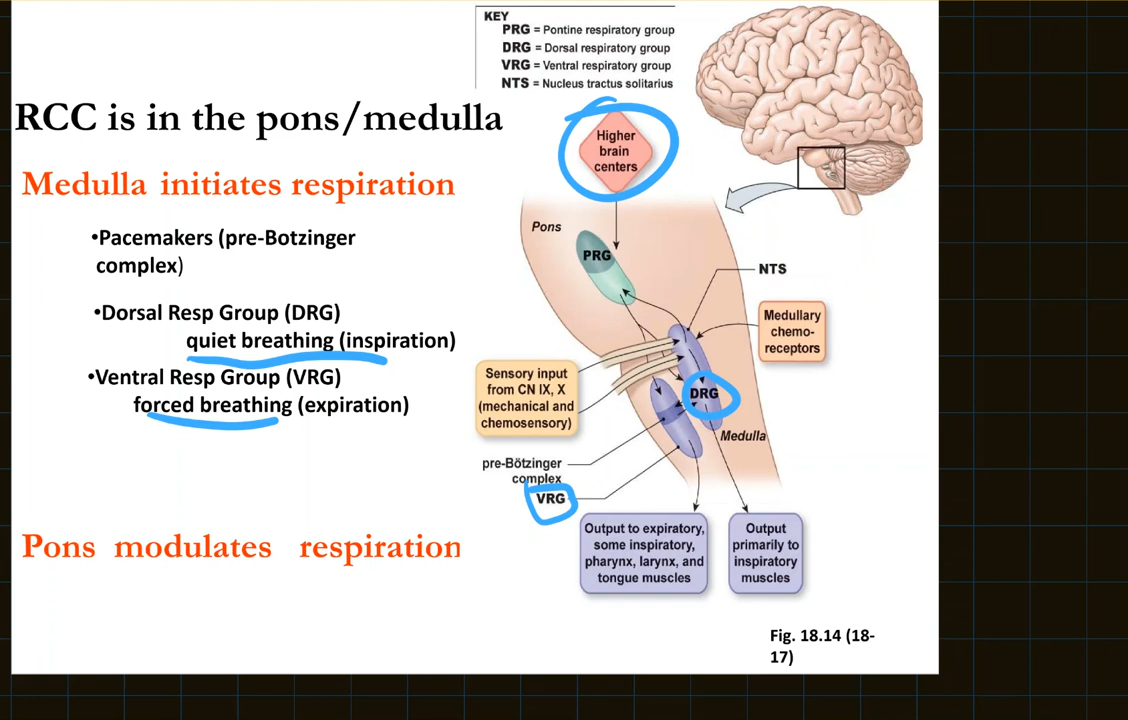 KEY
PRG = Pontine respiratory group
DRG = Dorsal respiratory group
VRG = Ventral respiratory group
NTS = Nucleus tractus solitarius
RCC is in the pons/medulla
Medulla initiates respiration
•Pacemakers (pre-Botzinger
complex)
•Dorsal Resp Group (DRG)
quiet breathing (inspiration)
•Ventral Resp Group (VRG)
forced breathing (expiration)
Pons modulates respiration
Higher
brain
centers
Pons
PRG
NTS
Medullary
chemo-
receptors
Sensory input
from CN IX, X
(mechanical and
chemosensory)
DRG
Medulla
pre-Bötzinger
complex
VRG
Output to expiratory,
some inspiratory,
pharynx, larynx, and
tongue muscles
Output
primarily to
inspiratory
muscles
Fig. 18.14 (18-
17)